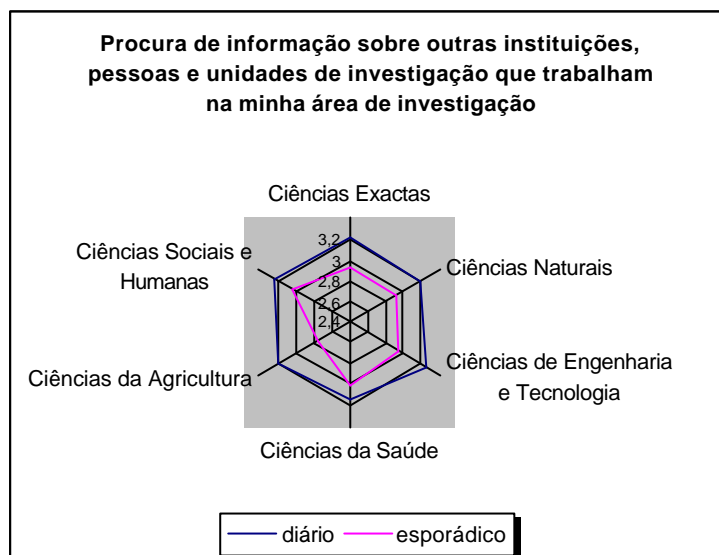 Procura de informação sobre outras instituições,
pessoas e unidades de investigação que trabalham
na minha área de investigação
Ciências Exactas
3,2
3
2,8
2,6
2,4
Ciências Sociais e
Humanas
Ciências Naturais
Ciências da Agricultura
Ciências de Engenharia
e Tecnologia
Ciências da Saúde
diário
esporádico